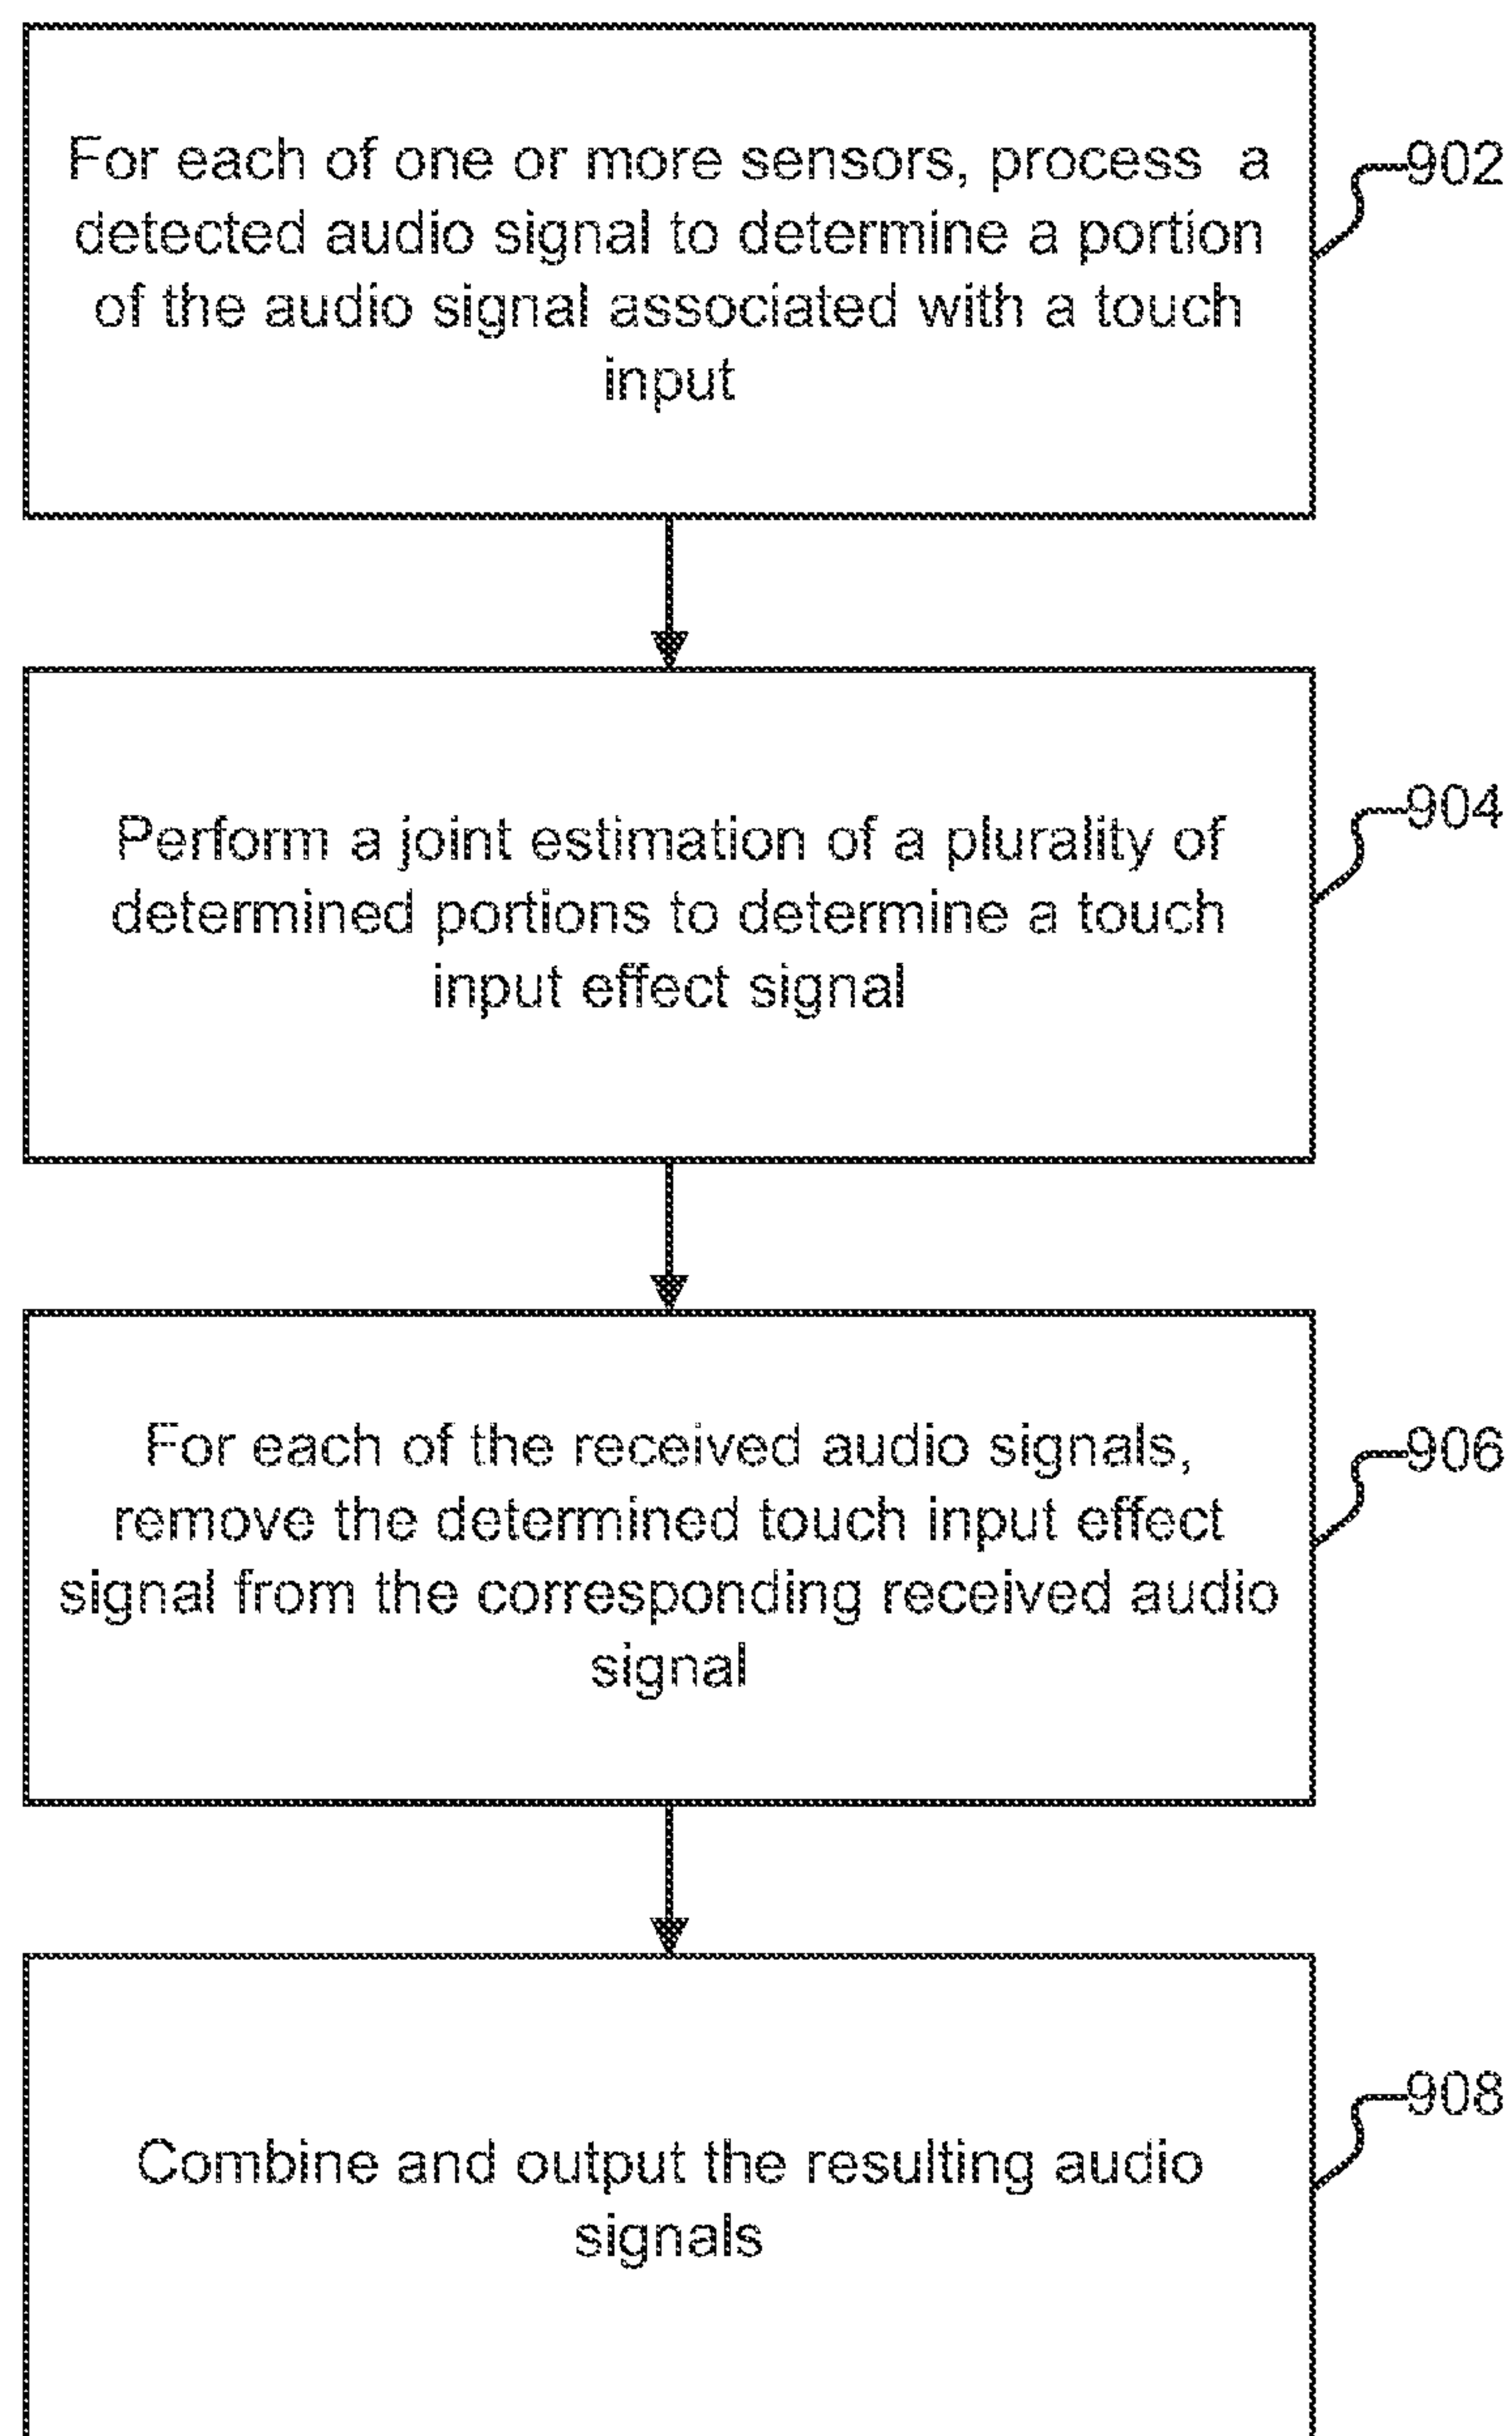 For each of one or more sensors, process a
detected audio signal to determine a portion
of the audio signal associated with a touch
input
902
Perform a joint estimation of a plurality of
determined portions to determine a touch
input effect signal
904
For each of the received audio signals,
remove the determined touch input effect
signal from the corresponding received audio
signal
906
Combine and output the resulting audio
signals
908